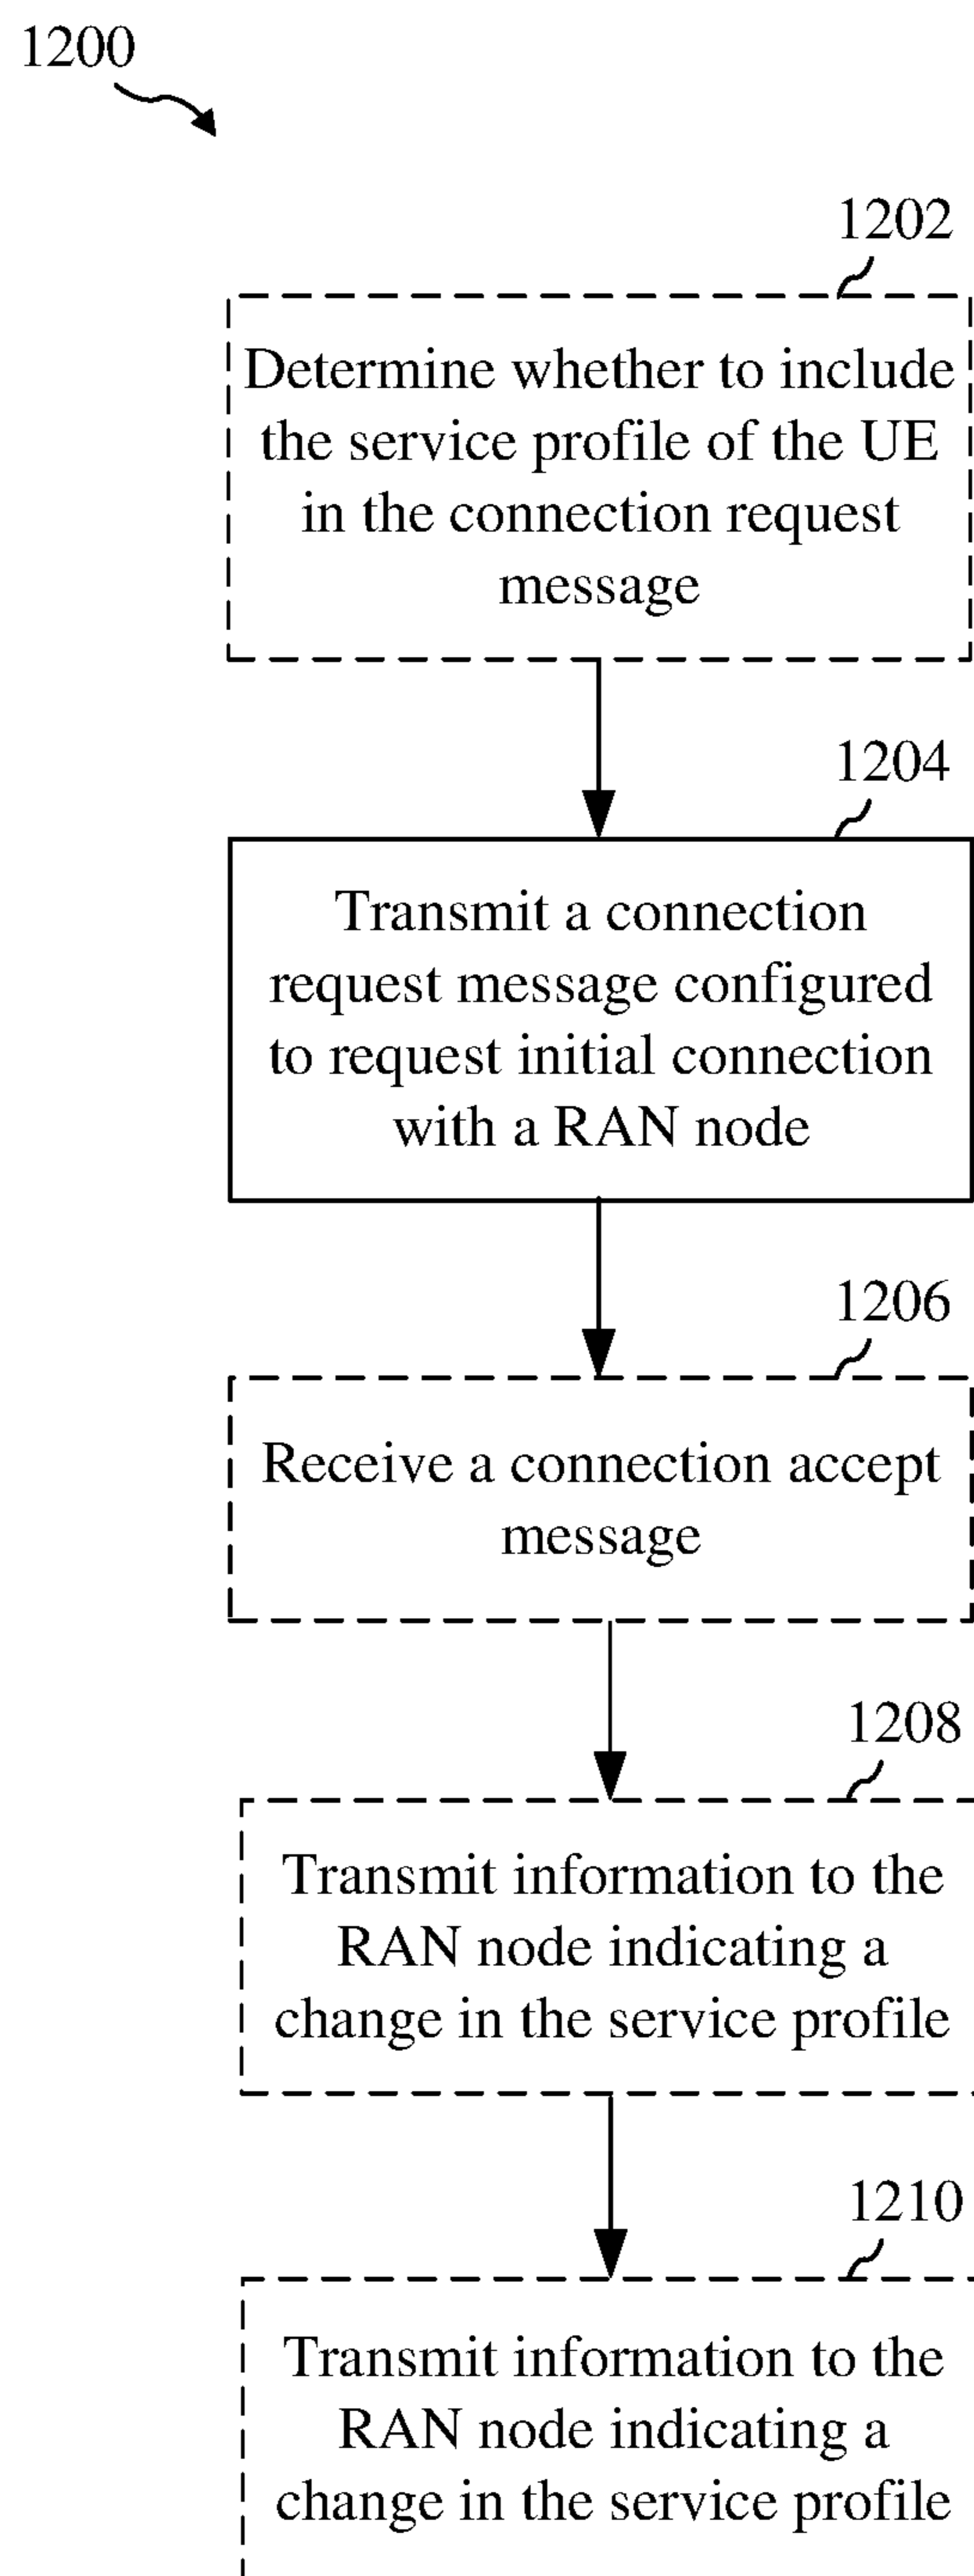 1200
1202
Determine whether to include
the service profile of the UE
in the connection request
message
1204
Transmit a connection
request message configured
to request initial connection
with a RAN node
1206
Receive a connection accept
message
1208
Transmit information to the
RAN node indicating a
change in the service profile
1210
Transmit information to the
RAN node indicating a
change in the service profile